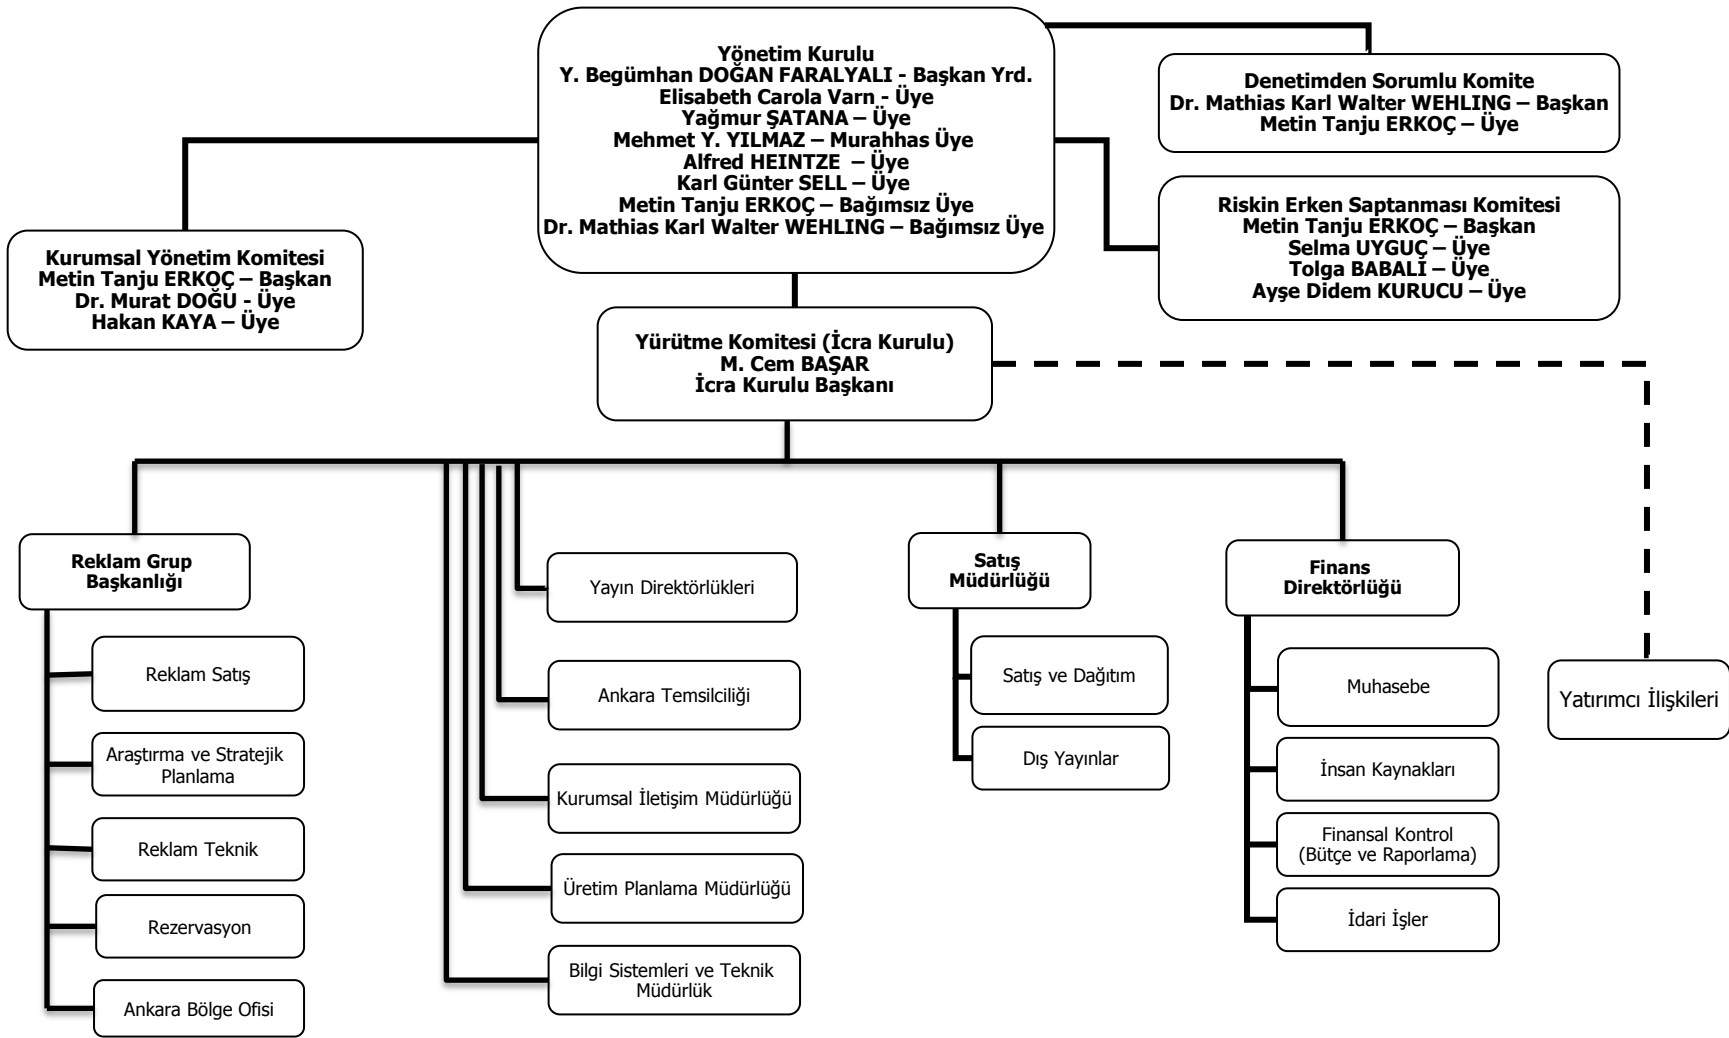 Yönetim Kurulu
Y. Begümhan DOĞAN FARALYALI - Başkan Yrd.
Elisabeth Carola Varn - Üye
Yağmur ŞATANA – Üye
Mehmet Y. YILMAZ – Murahhas Üye
Alfred HEINTZE – Üye
Karl Günter SELL – Üye
Metin Tanju ERKOÇ – Bağımsız Üye
Dr. Mathias Karl Walter WEHLING – Bağımsız Üye
Denetimden Sorumlu Komite
Dr. Mathias Karl Walter WEHLING – Başkan
Metin Tanju ERKOÇ – Üye
Riskin Erken Saptanması Komitesi
Metin Tanju ERKOÇ – Başkan
Selma UYGUÇ – Üye
Tolga BABALI – Üye
Ayşe Didem KURUCU – Üye
Kurumsal Yönetim Komitesi
Metin Tanju ERKOÇ – Başkan
Dr. Murat DOĞU - Üye
Hakan KAYA – Üye
Yürütme Komitesi (İcra Kurulu)
M. Cem BAŞAR
İcra Kurulu Başkanı
Reklam Grup
Başkanlığı
Reklam Satış
Araştırma ve Stratejik
Planlama
Reklam Teknik
Rezervasyon
Ankara Bölge Ofisi
Yayın Direktörlükleri
Ankara Temsilciliği
Kurumsal İletişim Müdürlüğü
Üretim Planlama Müdürlüğü
Bilgi Sistemleri ve Teknik
Müdürlük
Satış
Müdürlüğü
Satış ve Dağıtım
Dış Yayınlar
Finans
Direktörlüğü
Muhasebe
İnsan Kaynakları
Finansal Kontrol
(Bütçe ve Raporlama)
İdari İşler
Yatırımcı İlişkileri